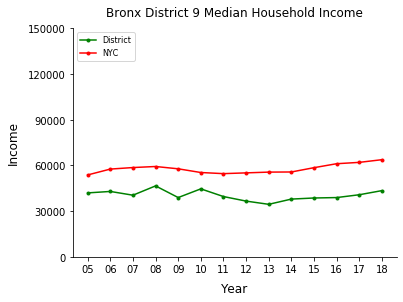 Bronx District 9 Median Household Income
150000
120000
90000
60000
30000
0
Income
District
NYC
05 06 07 08 09 10 11 12 13 14 15 16 17 18
Year